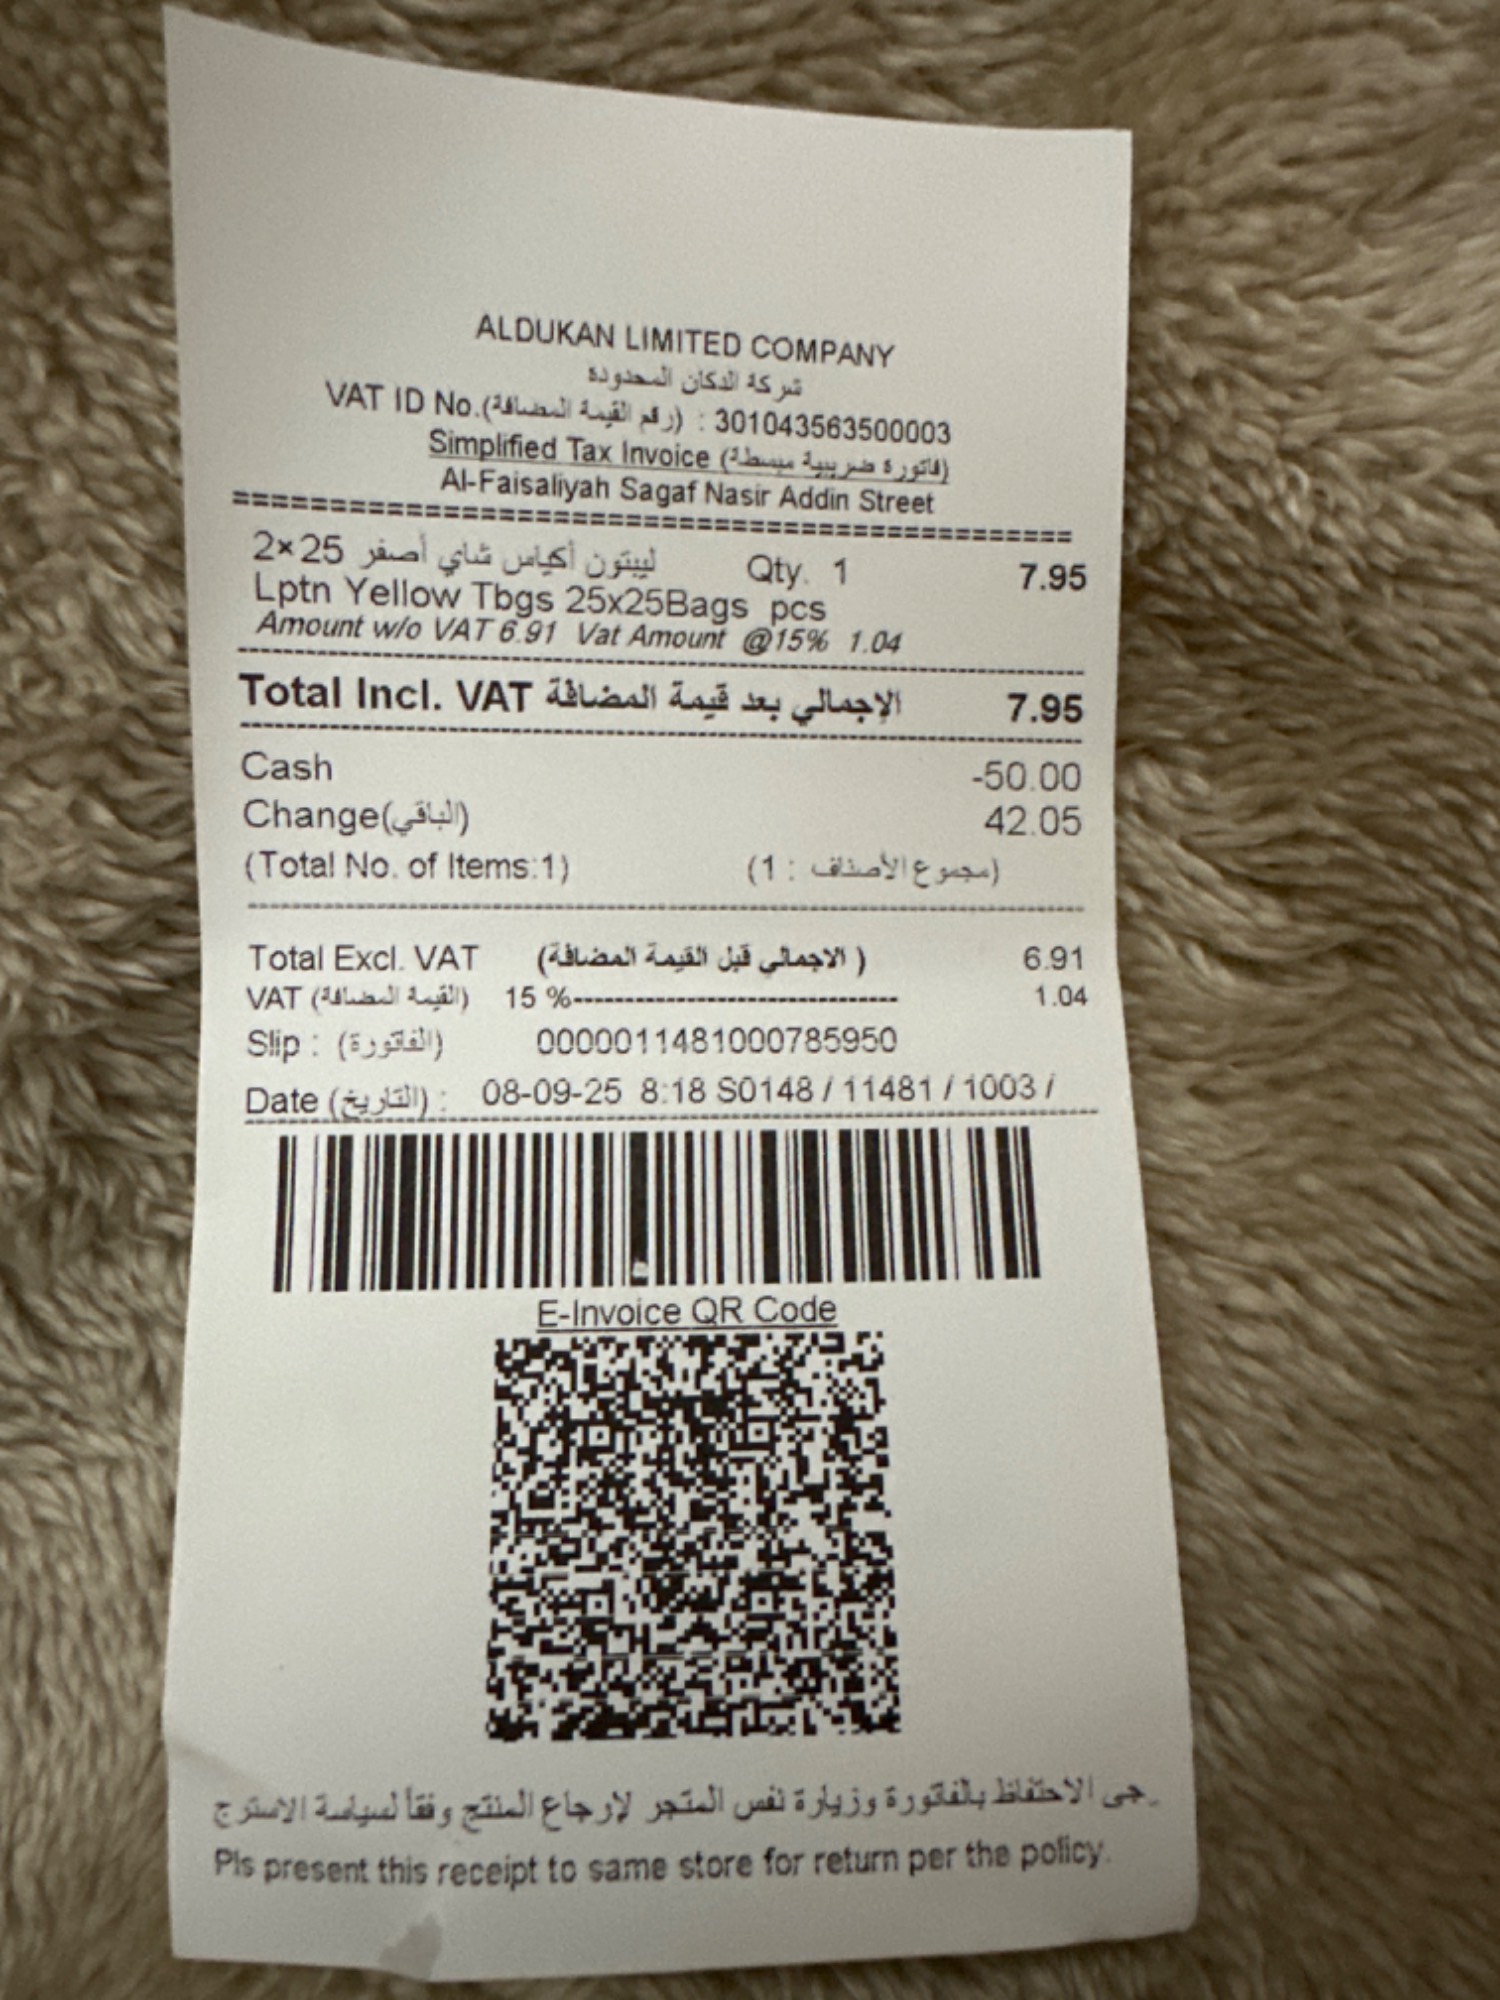 ALDUKAN LIMITED COMPANY
شركة الدكان المحدودة
VAT ID No.(رقم القيمة المضافة) : 301043563500003
Simplified Tax Invoice (فاتورة ضريبية مبسطة)
Al-Faisaliyah Sagaf Nasir Addin Street
ليبتون أكياس شاي أصفر 25×2 Qty. 1 7.95
Lptn Yellow Tbgs 25x25Bags pcs
Amount w/o VAT 6.91 Vat Amount @15% 1.04
Total Incl. VAT الاجمالي بعد قيمة المضافة 7.95
Cash -50.00
Change(الباقي) 42.05
(Total No. of Items:1) (مجموع الأصناف : 1)
Total Excl. VAT (الاجمالي قبل القيمة المضافة ) 6.91
VAT (القيمة المضافة) 15 %------------------------------- 1.04
Slip : (الفاتورة) 0000011481000785950
Date (التاريخ) : 08-09-25 8:18 S0148 / 11481 / 1003 /
E-Invoice QR Code
جى الاحتفاظ بالفاتورة وزيارة نفس المتجر لإرجاع المنتج وفقاً لسياسة الاسترج
Pls present this receipt to same store for return per the policy.